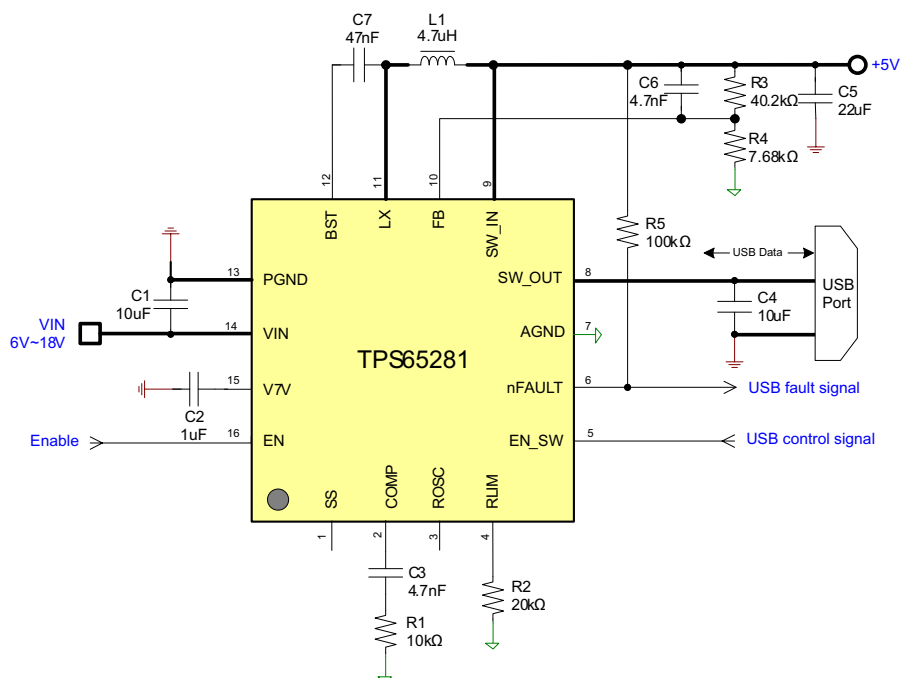 C7
47nF
L1
4.7uH
+5V
C6
4.7nF
R3
40.2kΩ
C5
22uF
R4
7.68kΩ
12
11
10
9
BST
LX
FB
SW_IN
R5
100kΩ
USB Data
13
PGND
SW_OUT
8
USB
Port
C1
10uF
C4
10uF
VIN
6V~18V
14
VIN
AGND
7
TPS65281
15
V7V
nFAULT
6
USB fault signal
C2
1uF
Enable
16
EN
EN_SW
5
USB control signal
SS
COMP
ROSC
RLIM
1
2
3
4
C3
4.7nF
R2
20kΩ
R1
10kΩ